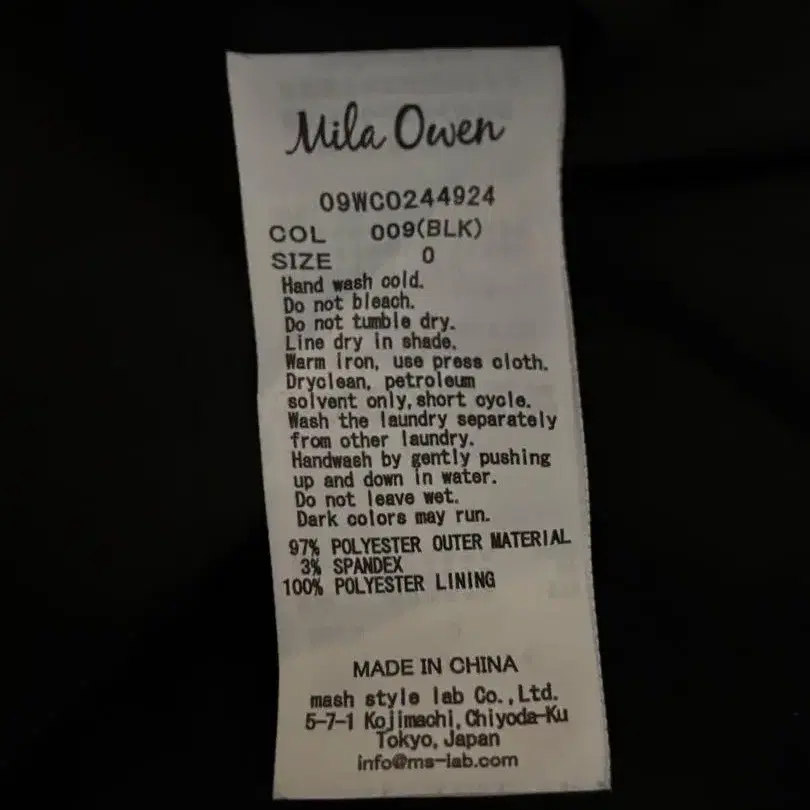 Mila Owen
09WCO244924
COL 009(BLK)
SIZE 0
Hand wash cold.
Do not bleach.
Do not tumble dry.
Line dry in shade.
Warm iron, use press cloth.
Dryclean, petroleum
solvent only,short cycle.
Wash the laundry separately
from other laundry.
Handwash by gently pushing
up and down in water.
Do not leave wet.
Dark colors may run.
97% POLYESTER OUTER MATERIAL
3% SPANDEX
100% POLYESTER LINING
MADE IN CHINA
mash style lab Co.,Ltd.
5-7-1 Kojimachi,Chiyoda-Ku
Tokyo,Japan
info@ms-lab.com